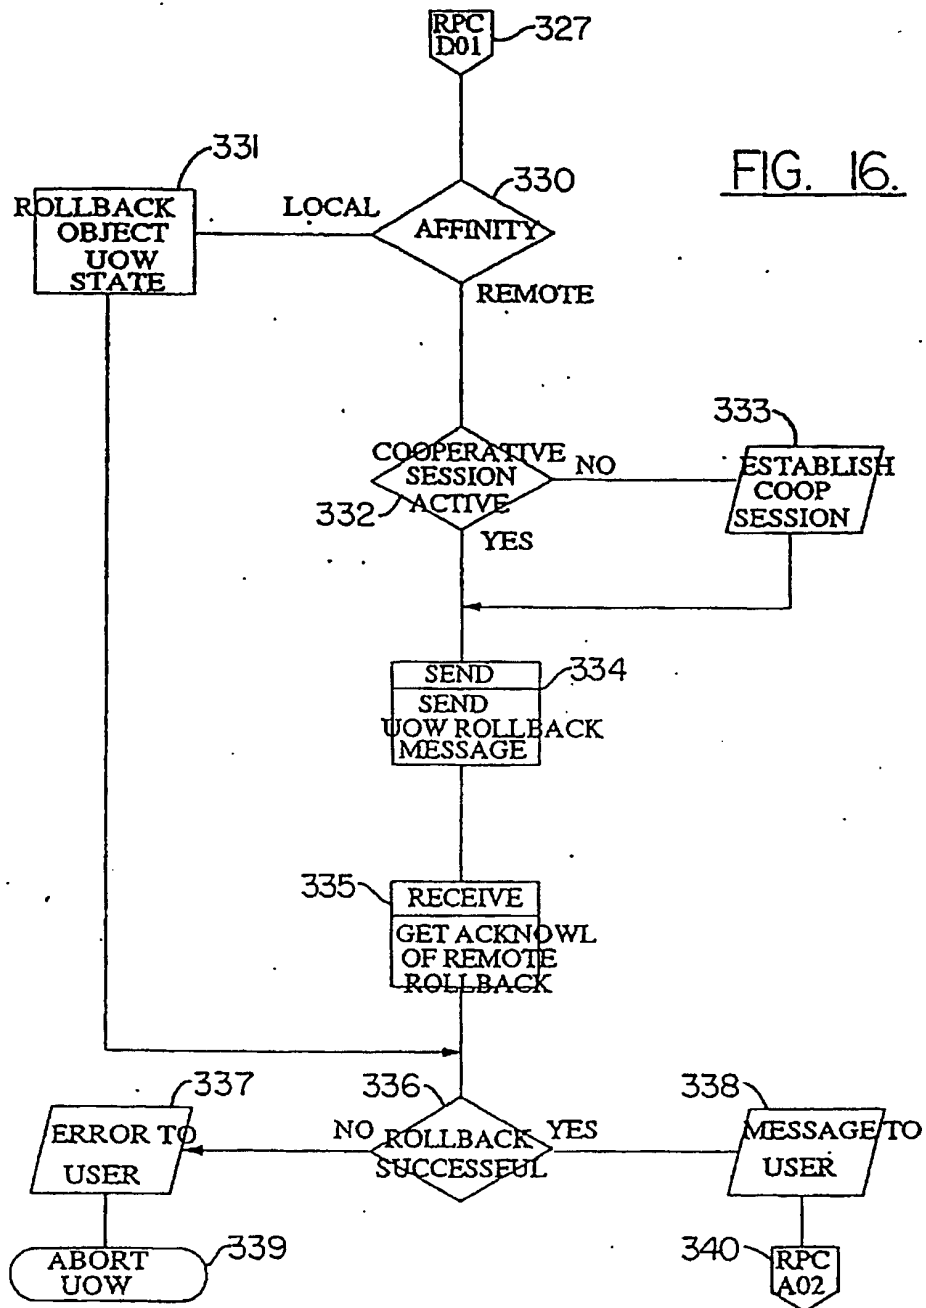 RPC
D01
327
FIG. 16.
331
330
ROLLBACK
OBJECT
UOW
STATE
LOCAL
AFFINITY
REMOTE
333
COOPERATIVE
SESSION
ACTIVE
332
NO
ESTABLISH
COOP
SESSION
YES
SEND
334
SEND
UOW ROLLBACK
MESSAGE
335
RECEIVE
GET ACKNOWL
OF REMOTE
ROLLBACK
337
336
338
ERROR TO
USER
NO
ROLLBACK
SUCCESSFUL
YES
MESSAGE TO
USER
ABORT
UOW
339
340
RPC
A02